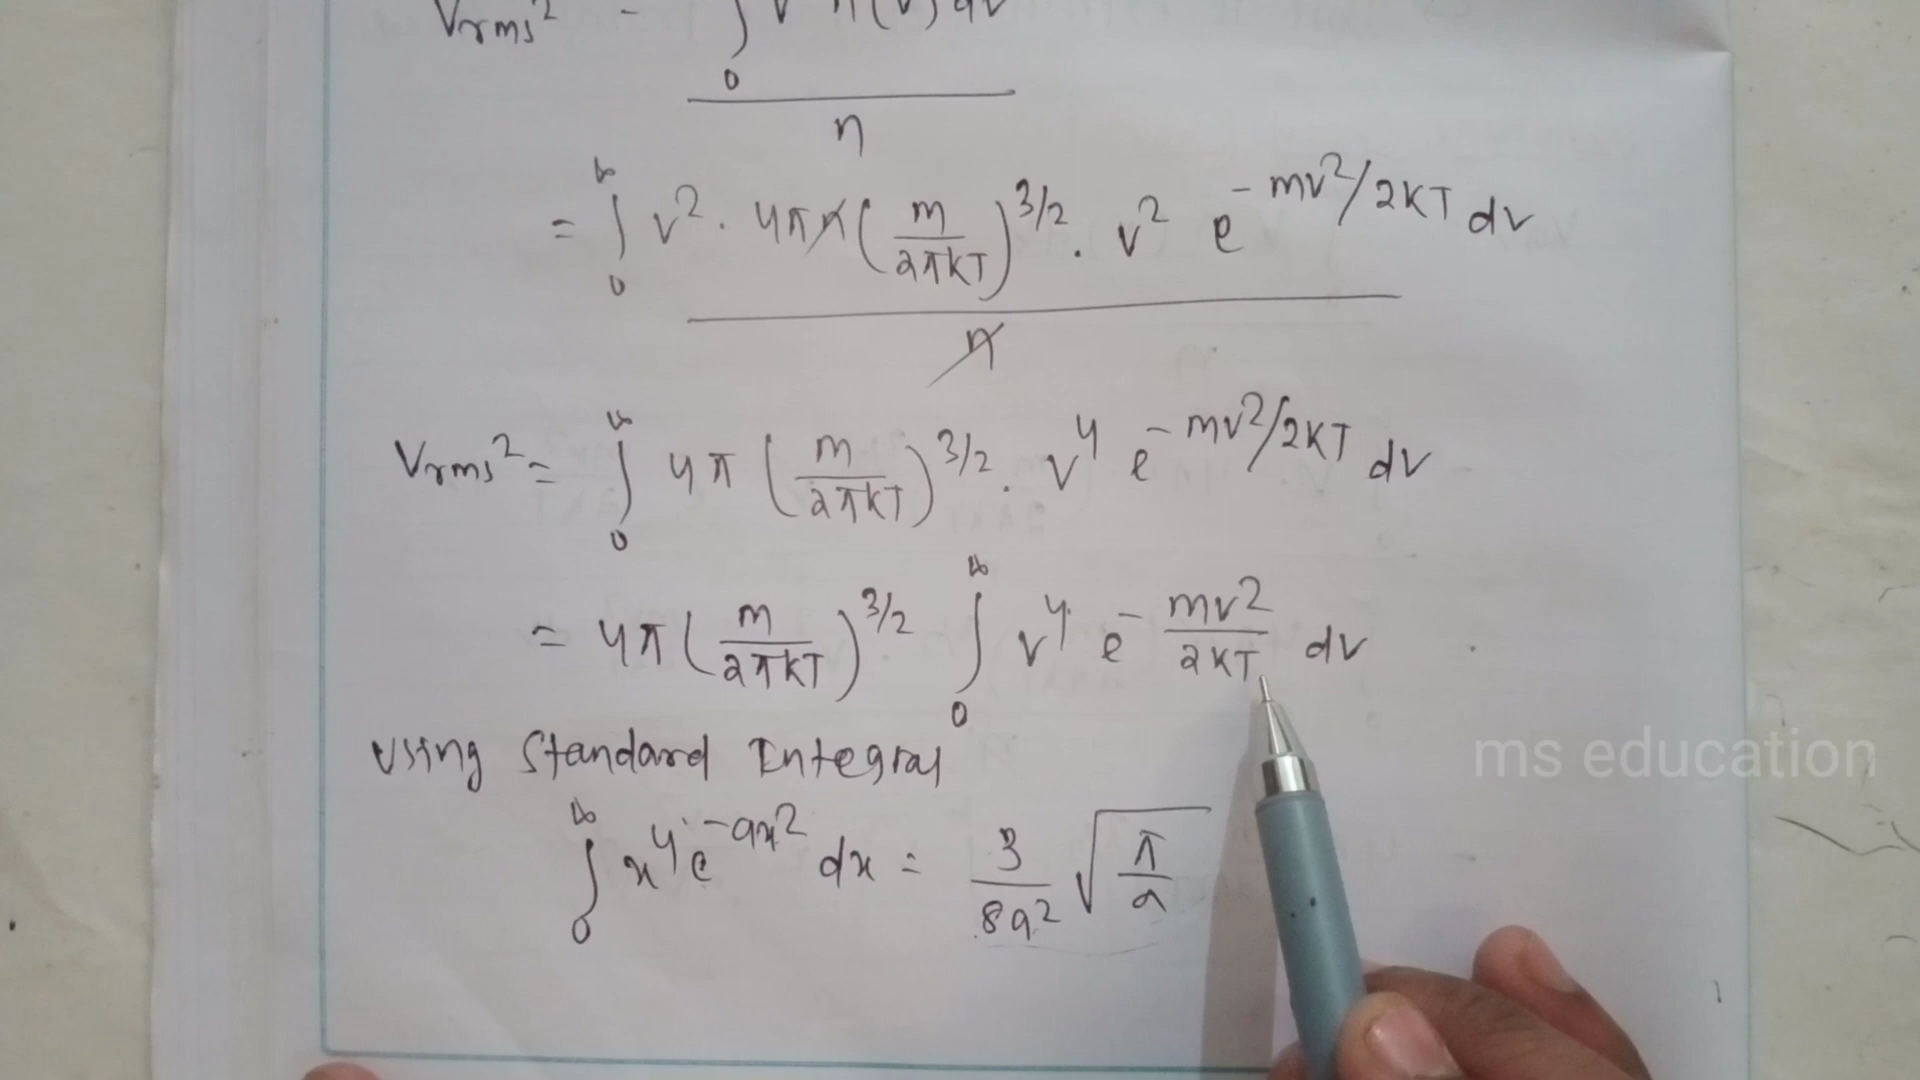 Vrms² = ∫₀ v² n(v) dv
n
= ∫₀^∞ v² · 4πn (m/2πkT)^3/2 · v² e^-mv²/2kT dv
n
Vrms² = ∫₀^∞ 4π (m/2πkT)^3/2 · v⁴ e^-mv²/2kT dv
= 4π (m/2πkT)^3/2 ∫₀^∞ v⁴ e^-mv²/2kT dv
Using Standard Integral
∫₀^∞ x⁴ e^-ax² dx = 3/8a² √π/a
ms education